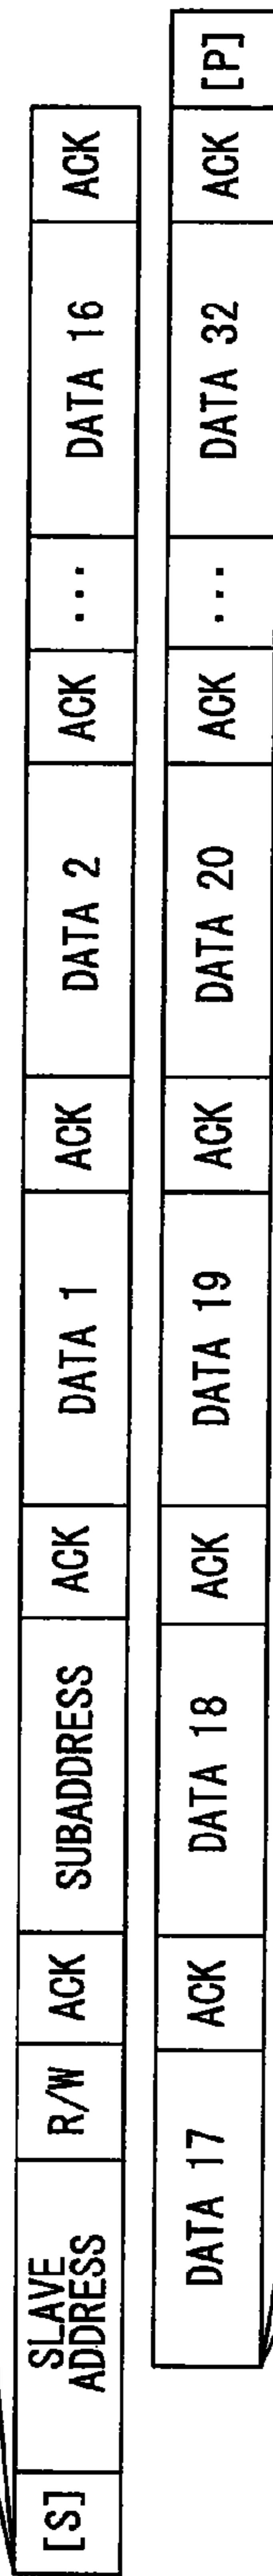 [S] SLAVE ADDRESS R/W ACK SUBADDRESS ACK DATA 1 ACK DATA 2 ACK ... DATA 16 ACK
DATA 17 ACK DATA 18 ACK DATA 19 ACK DATA 20 ACK ... DATA 32 ACK [P]